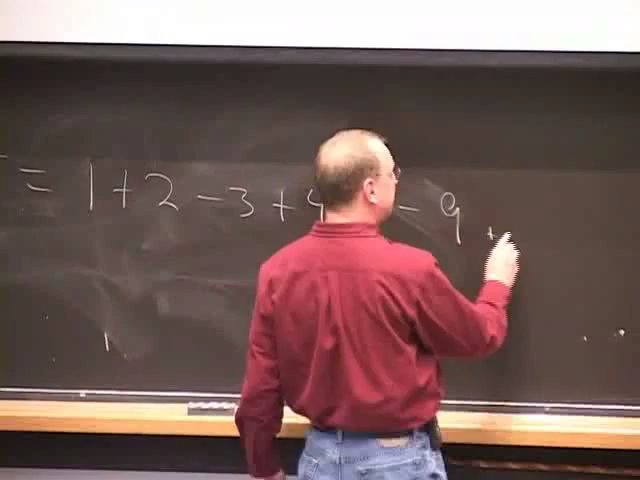 = 1 + 2 - 3 + 4 - 9 +